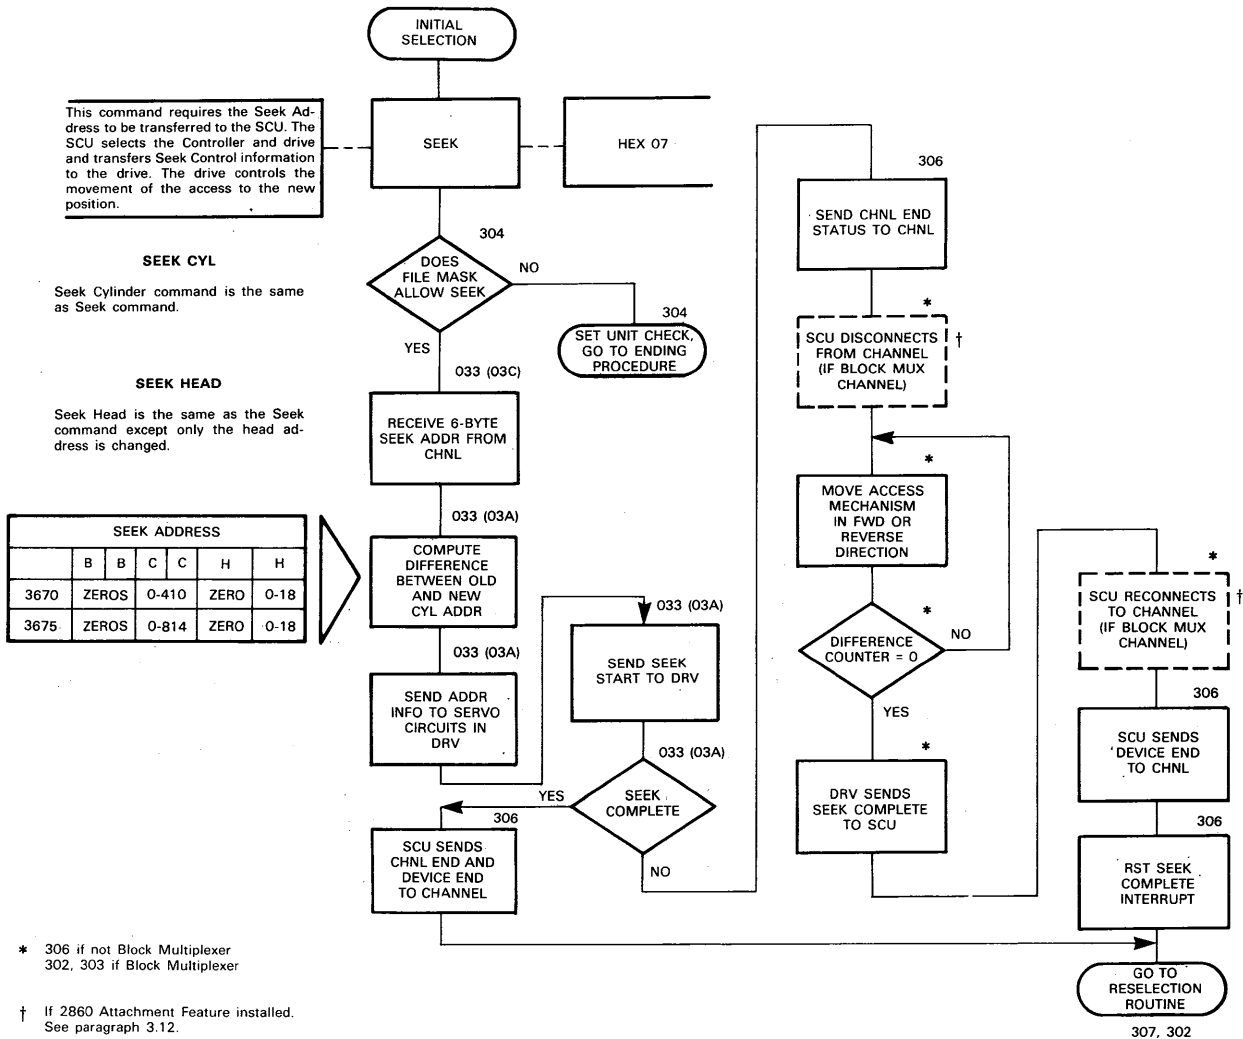 INITIAL
SELECTION
This command requires the Seek Ad-
dress to be transferred to the SCU. The
SCU selects the Controller and drive
and transfers Seek Control information
to the drive. The drive controls the
movement of the access to the new
position.
SEEK
HEX 07
SEEK CYL
Seek Cylinder command is the same
as Seek command.
SEEK HEAD
Seek Head is the same as the Seek
command except only the head ad-
dress is changed.
304
DOES
FILE MASK
ALLOW SEEK
NO
YES
304
SET UNIT CHECK,
GO TO ENDING
PROCEDURE
033 (03C)
RECEIVE 6-BYTE
SEEK ADDR FROM
CHNL
SEEK ADDRESS
B B C C H H
3670 ZEROS 0-410 ZERO 0-18
3675 ZEROS 0-814 ZERO 0-18
033 (03A)
COMPUTE
DIFFERENCE
BETWEEN OLD
AND NEW
CYL ADDR
033 (03A)
SEND ADDR
INFO TO SERVO
CIRCUITS IN
DRV
033 (03A)
SEND SEEK
START TO DRV
033 (03A)
SEEK
COMPLETE
YES
NO
306
SCU SENDS
CHNL END AND
DEVICE END
TO CHANNEL
306
SEND CHNL END
STATUS TO CHNL
*
SCU DISCONNECTS
FROM CHANNEL
(IF BLOCK MUX
CHANNEL)
†
*
MOVE ACCESS
MECHANISM
IN FWD OR
REVERSE
DIRECTION
*
DIFFERENCE
COUNTER = 0
NO
YES
*
DRV SENDS
SEEK COMPLETE
TO SCU
*
SCU RECONNECTS
TO CHANNEL
(IF BLOCK MUX
CHANNEL)
†
306
SCU SENDS
DEVICE END
TO CHNL
306
RST SEEK
COMPLETE
INTERRUPT
GO TO
RESELECTION
ROUTINE
307, 302
* 306 if not Block Multiplexer
302, 303 if Block Multiplexer
† If 2860 Attachment Feature installed.
See paragraph 3.12.